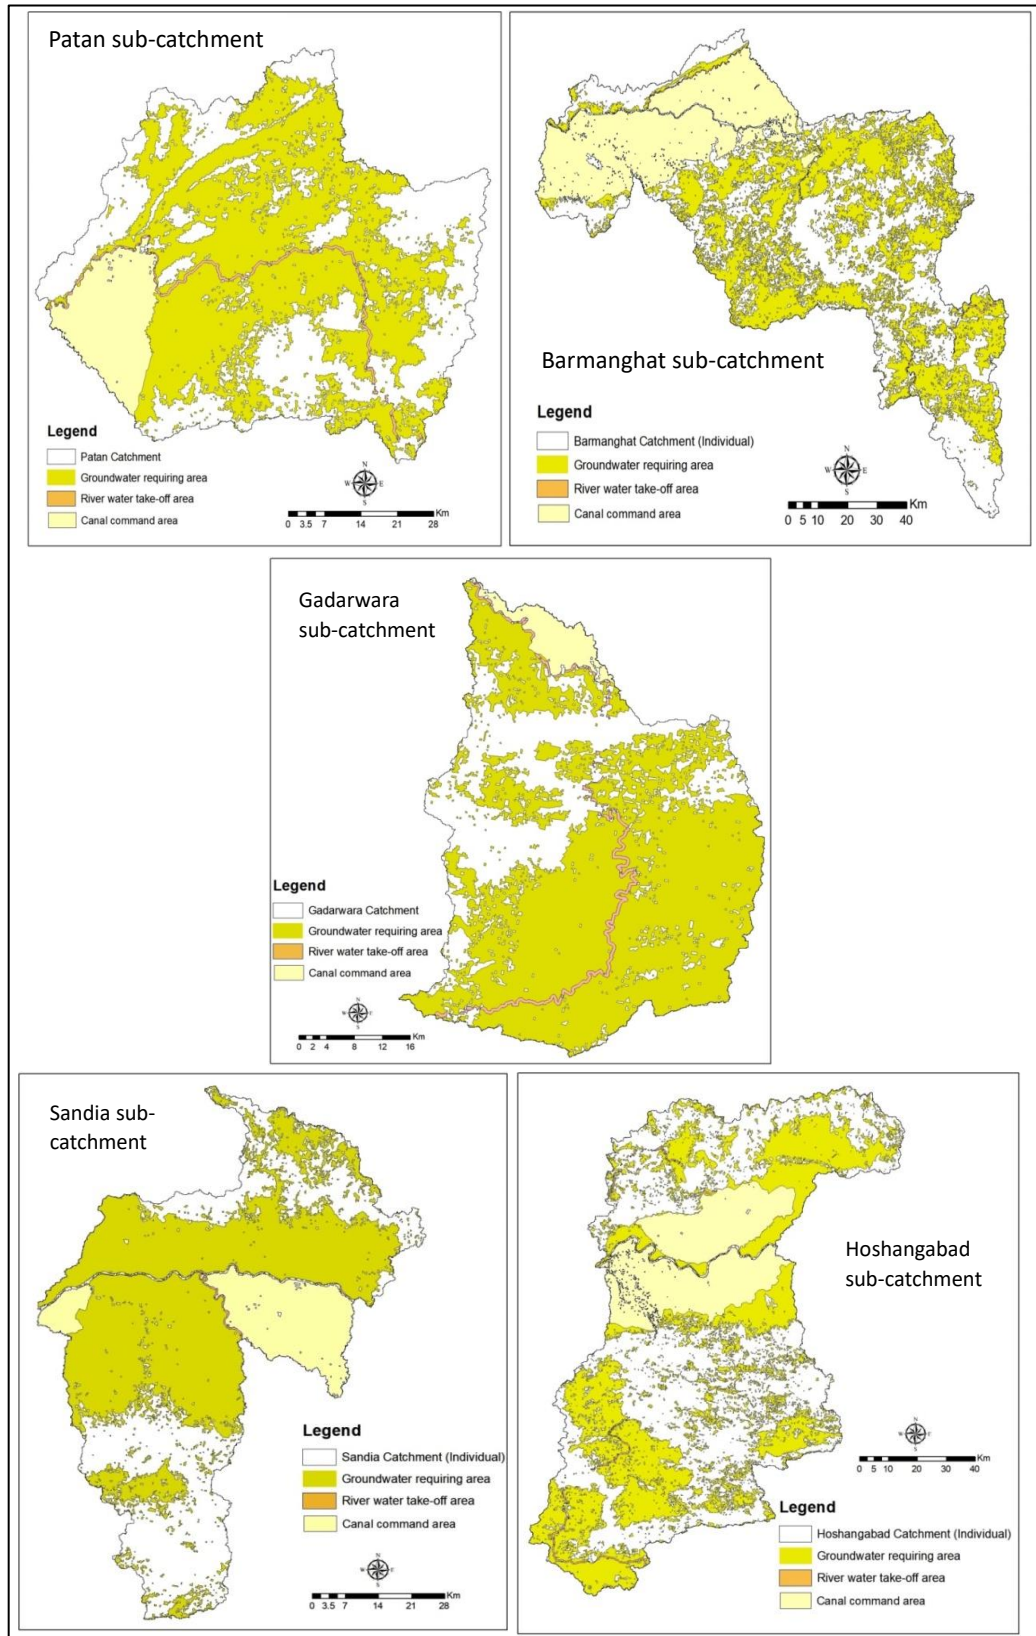 Patan sub-catchment
N
W E
S
Legend
Patan Catchment
Groundwater requiring area
River water take-off area
Canal command area
Km
0 3.5 7 14 21 28
Barmanghat sub-catchment
Legend
Barmanghat Catchment (Individual)
Groundwater requiring area
River water take-off area
Canal command area
N
W E
S
Km
0 5 10 20 30 40
Gadarwara
sub-catchment
Legend
Gadarwara Catchment
Groundwater requiring area
River water take-off area
Canal command area
N
W E
S
Km
0 2 4 8 12 16
Sandia sub-
catchment
Legend
Sandia Catchment (Individual)
Groundwater requiring area
River water take-off area
Canal command area
N
W E
S
Km
0 3.5 7 14 21 28
Hoshangabad
sub-catchment
N
W E
S
Km
0 5 10 20 30 40
Legend
Hoshangabad Catchment (Individual)
Groundwater requiring area
River water take-off area
Canal command area